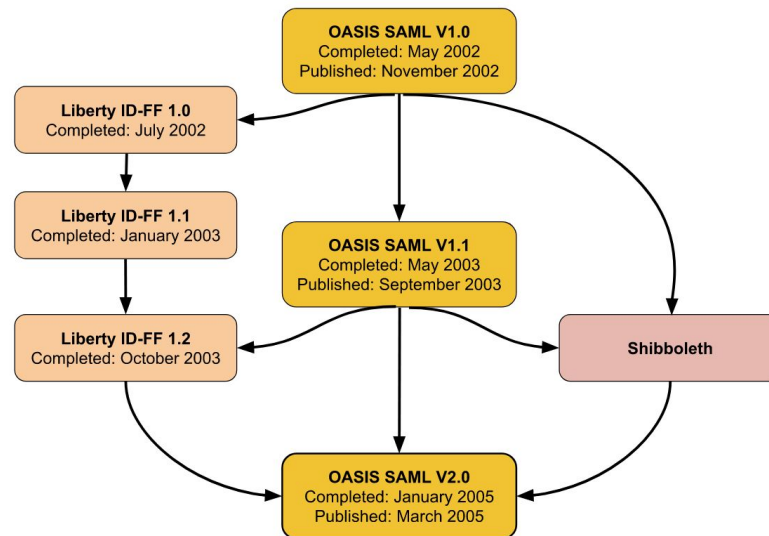 OASIS SAML V1.0
Completed: May 2002
Published: November 2002
Liberty ID-FF 1.0
Completed: July 2002
Liberty ID-FF 1.1
Completed: January 2003
OASIS SAML V1.1
Completed: May 2003
Published: September 2003
Liberty ID-FF 1.2
Completed: October 2003
Shibboleth
OASIS SAML V2.0
Completed: January 2005
Published: March 2005